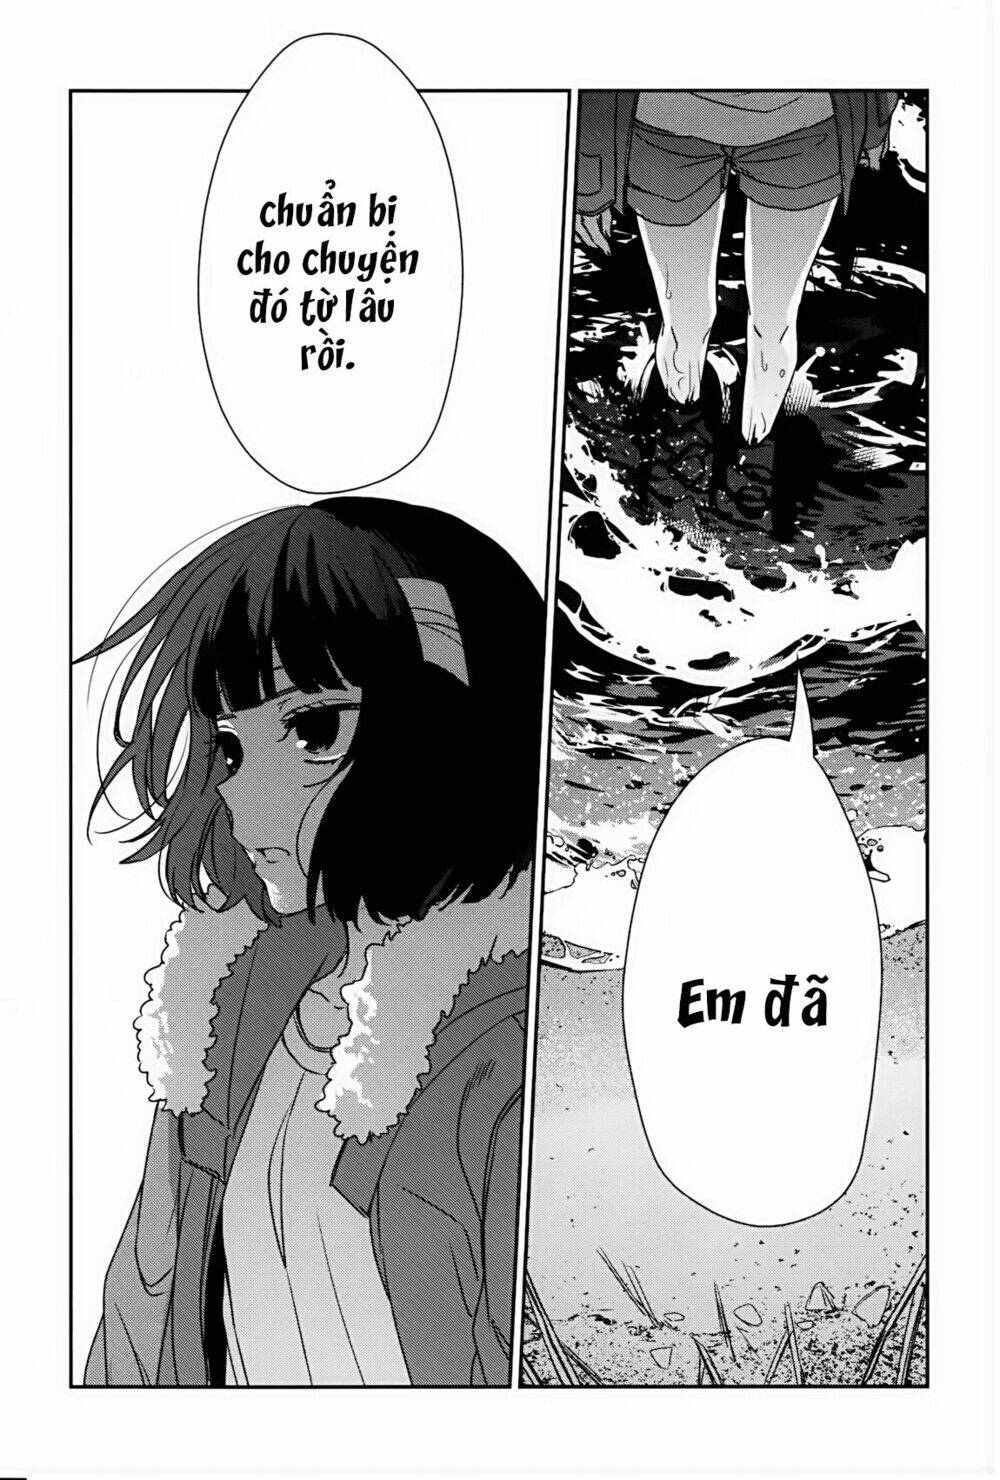 Em đã
chuẩn bị
cho chuyện
đó từ lâu
rồi.